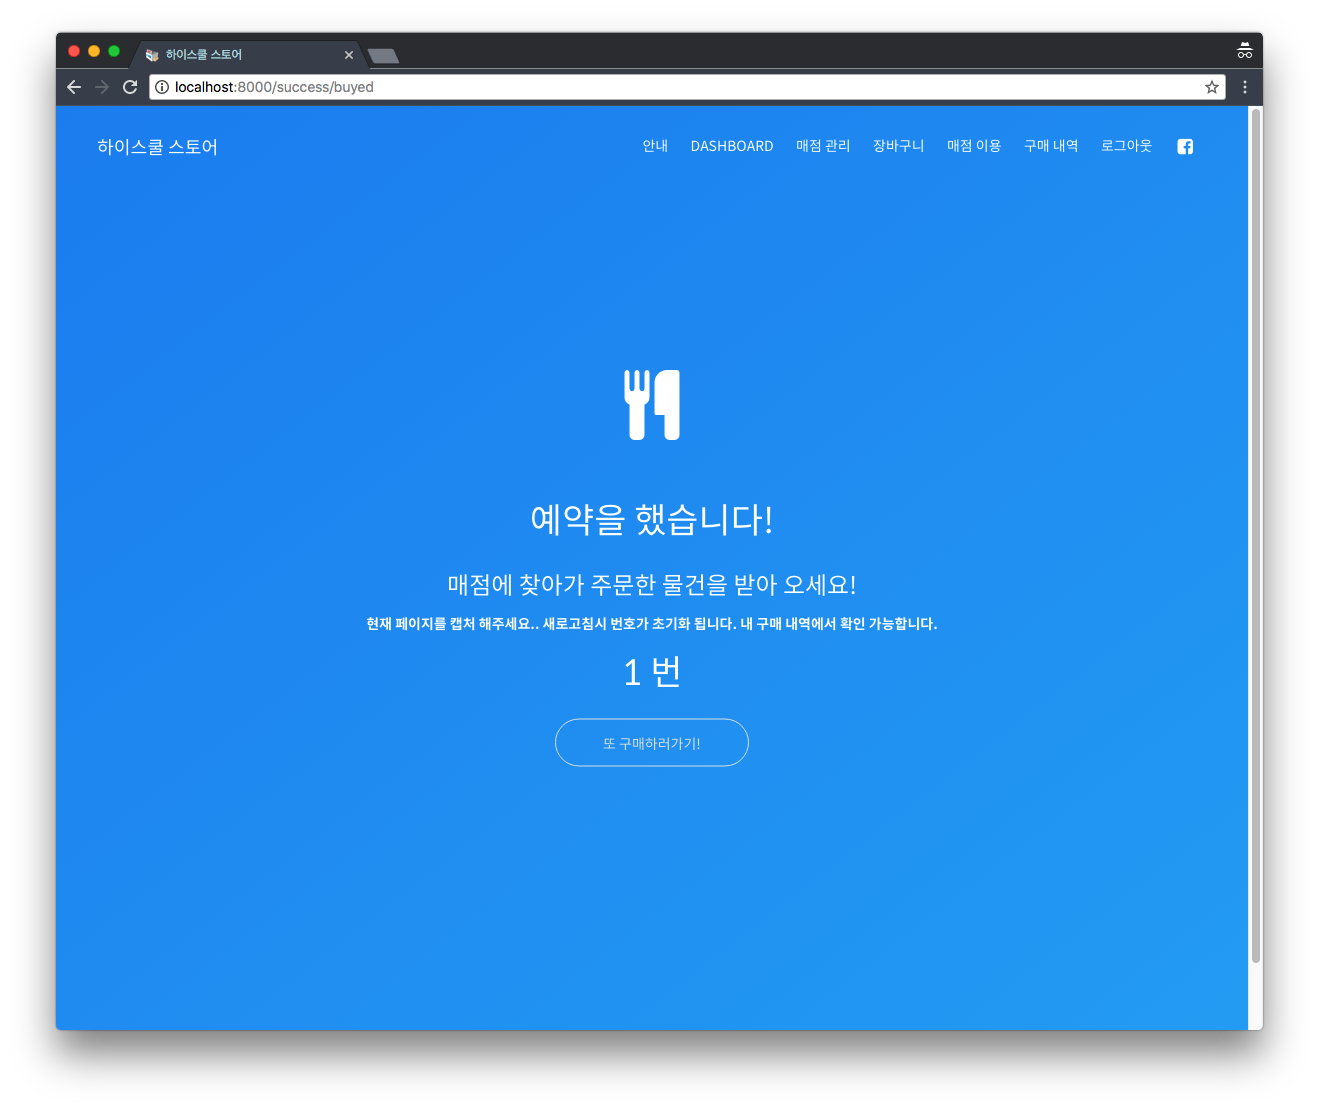 하이스쿨 스토어
localhost:8000/success/buyed
하이스쿨 스토어
안내 DASHBOARD 매점 관리 장바구니 매점 이용 구매 내역 로그아웃
예약을 했습니다!
매점에 찾아가 주문한 물건을 받아 오세요!
현재 페이지를 캡처 해주세요.. 새로고침시 번호가 초기화 됩니다. 내 구매 내역에서 확인 가능합니다.
1 번
또 구매하러가기!